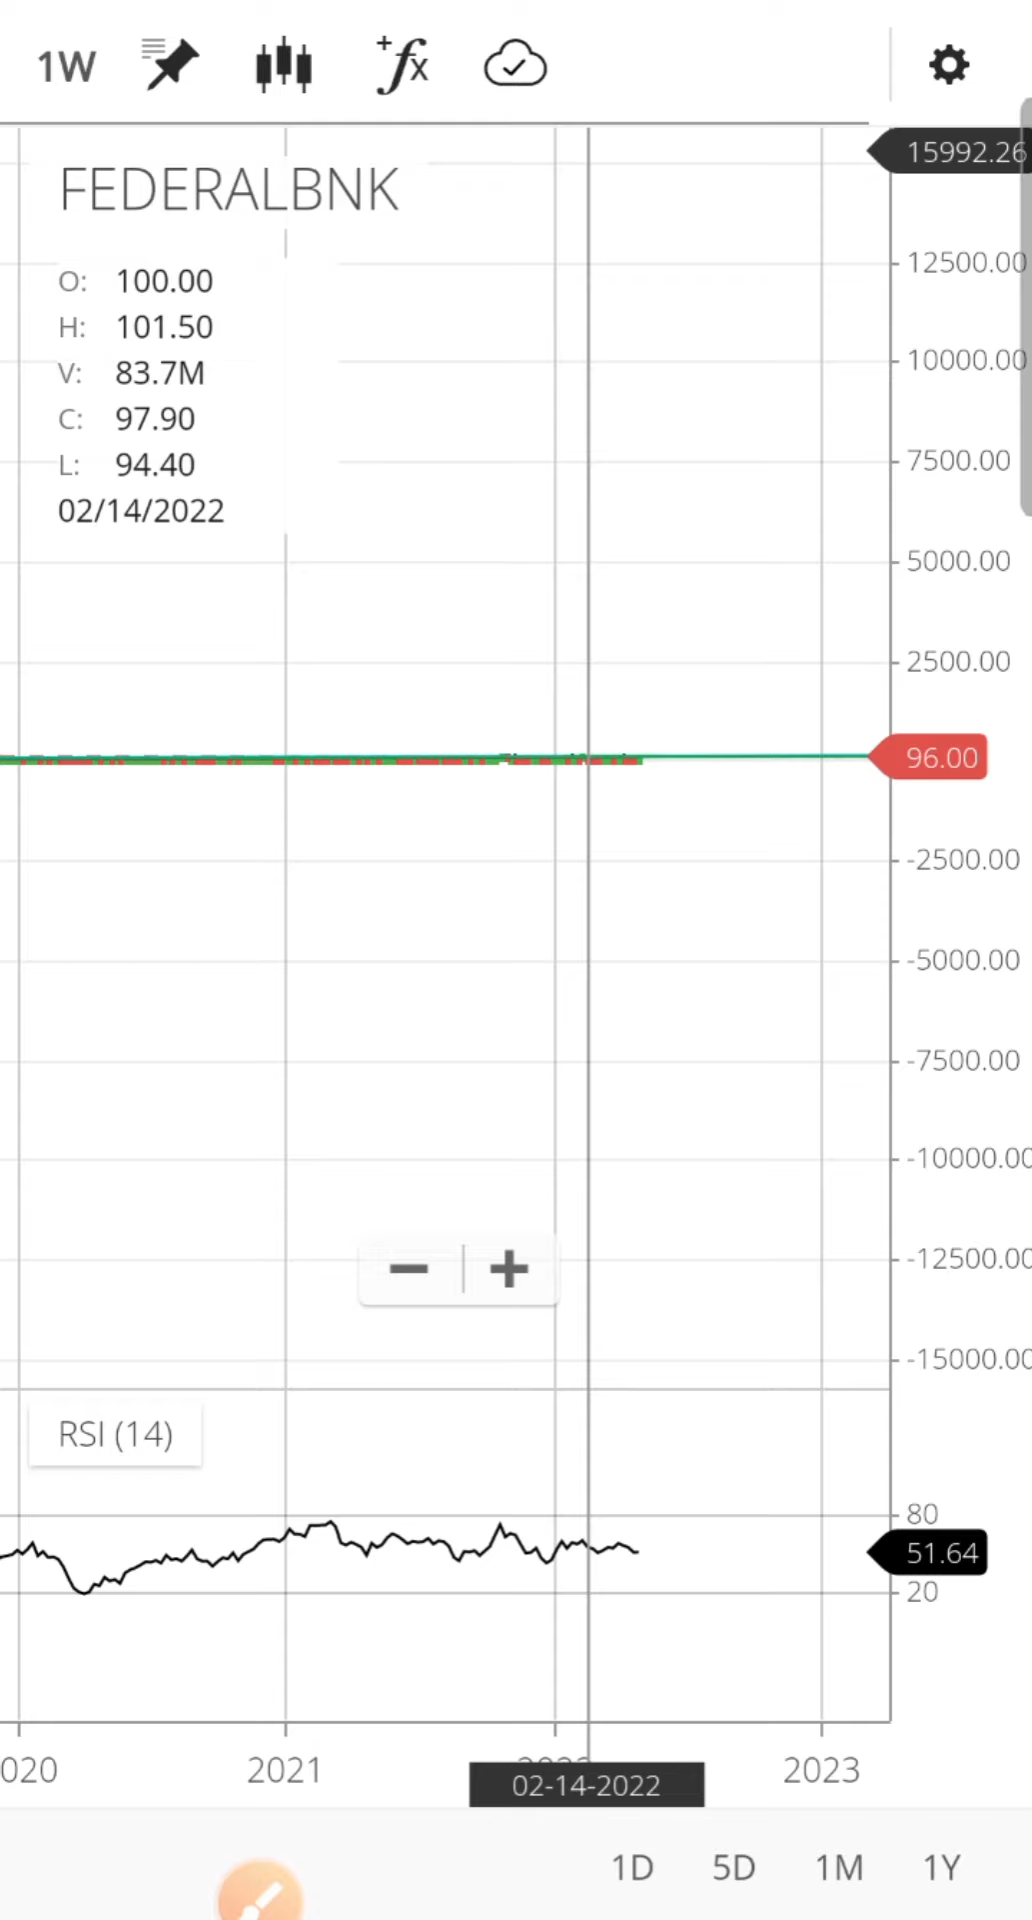 1W
+fx
15992.26
FEDERALBNK
O: 100.00
H: 101.50
V: 83.7M
C: 97.90
L: 94.40
02/14/2022
12500.00
10000.00
7500.00
5000.00
2500.00
96.00
-2500.00
-5000.00
-7500.00
-10000.00
-12500.00
-15000.00
RSI (14)
80
51.64
20
020 2021 2022 2023
02-14-2022
1D 5D 1M 1Y